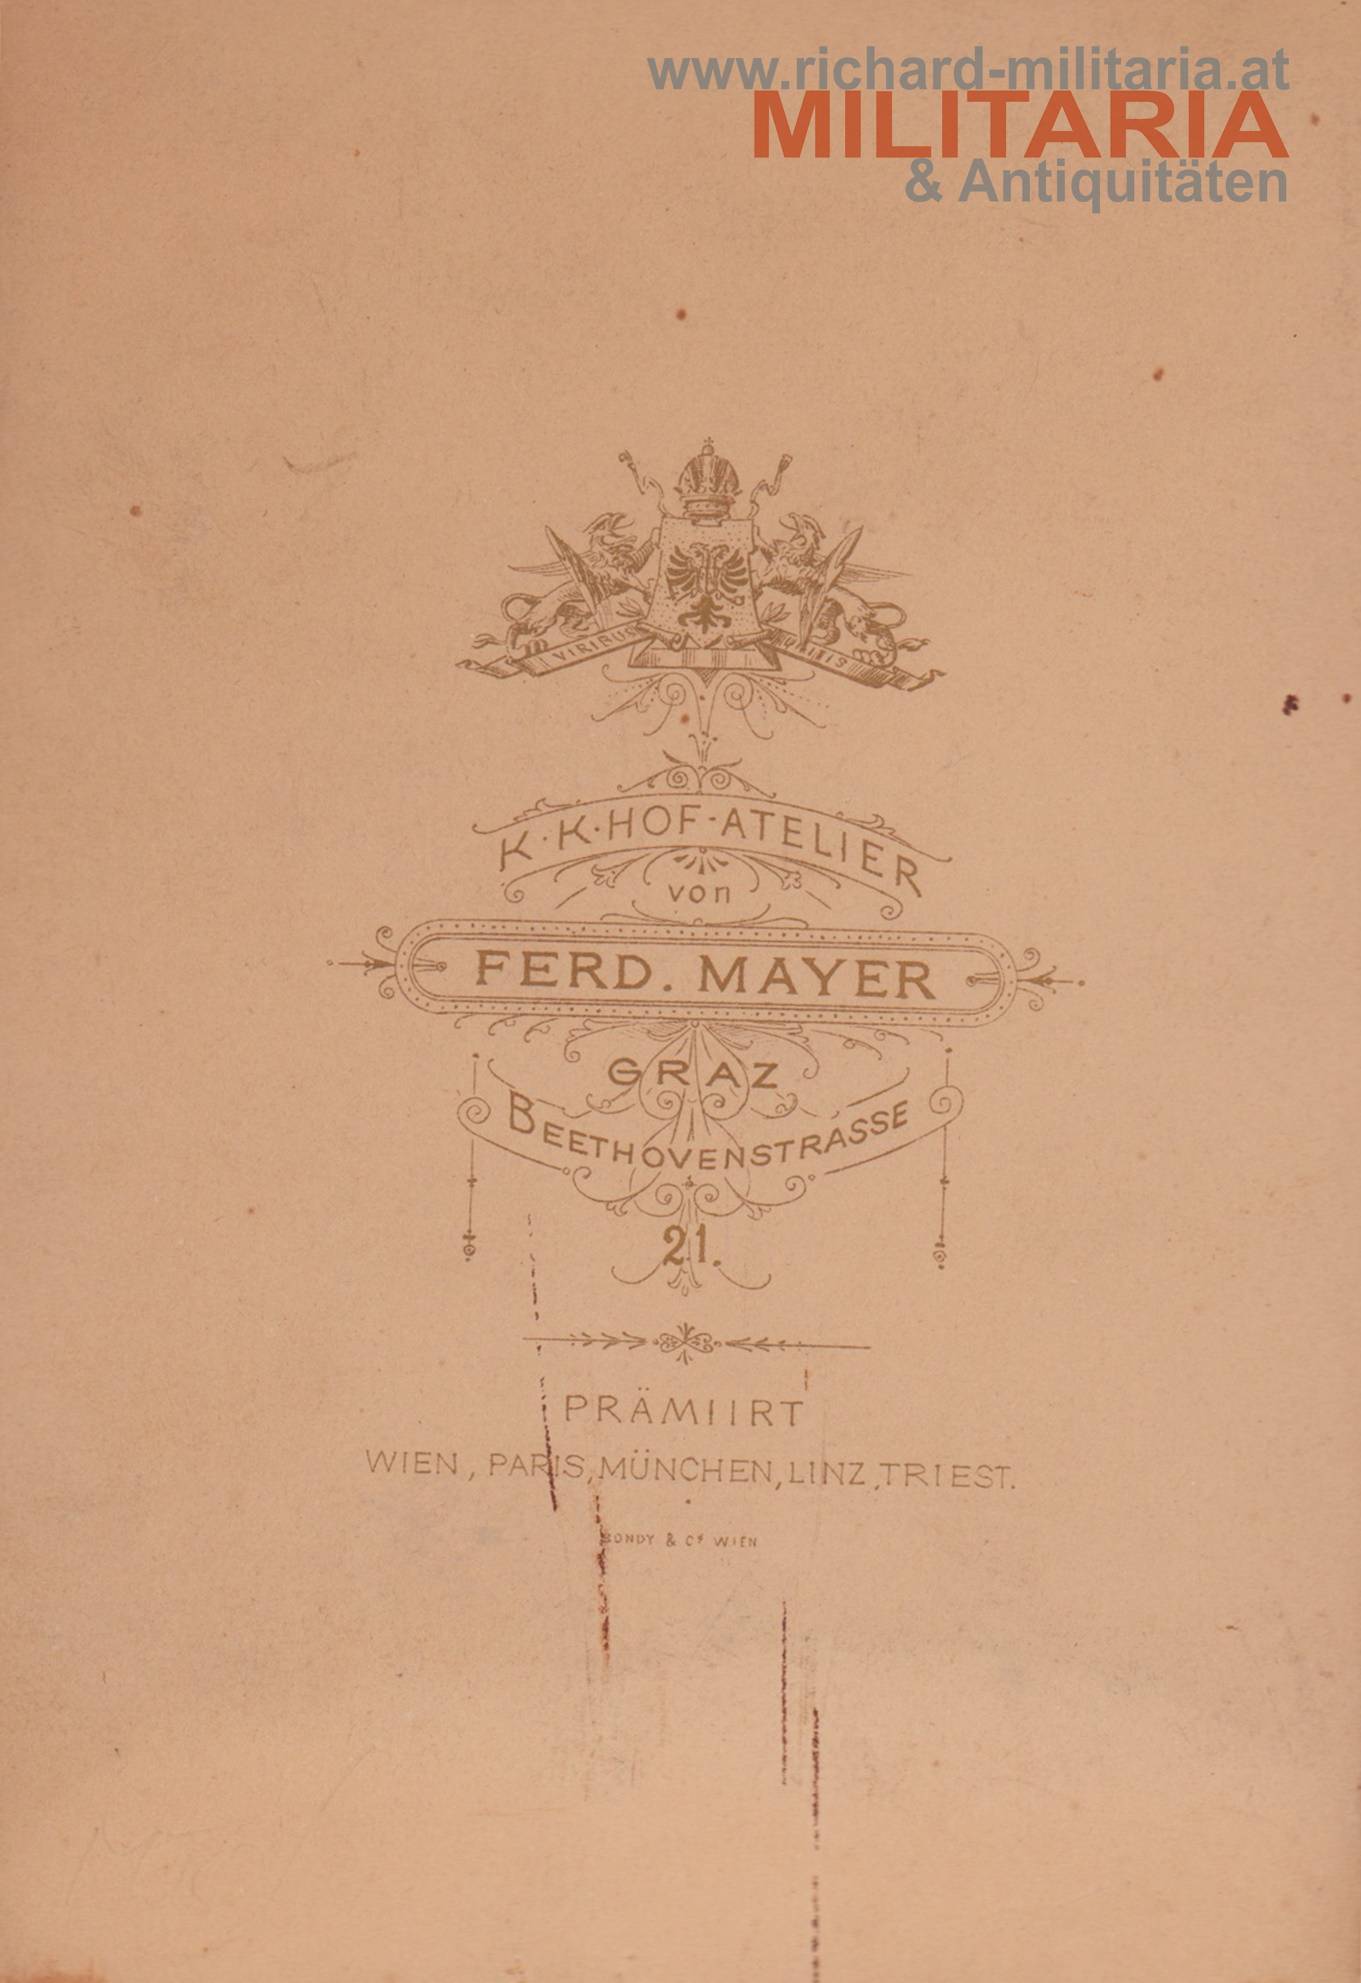 www.richard-militaria.at
MILITARIA
& Antiquitäten
VIRIBUS UNITIS
K. K. HOF-ATELIER
von
FERD. MAYER
GRAZ
BEETHOVENSTRASSE
21.
PRÄMIIRT
WIEN, PARIS, MÜNCHEN, LINZ, TRIEST.
BONDY & Cº WIEN